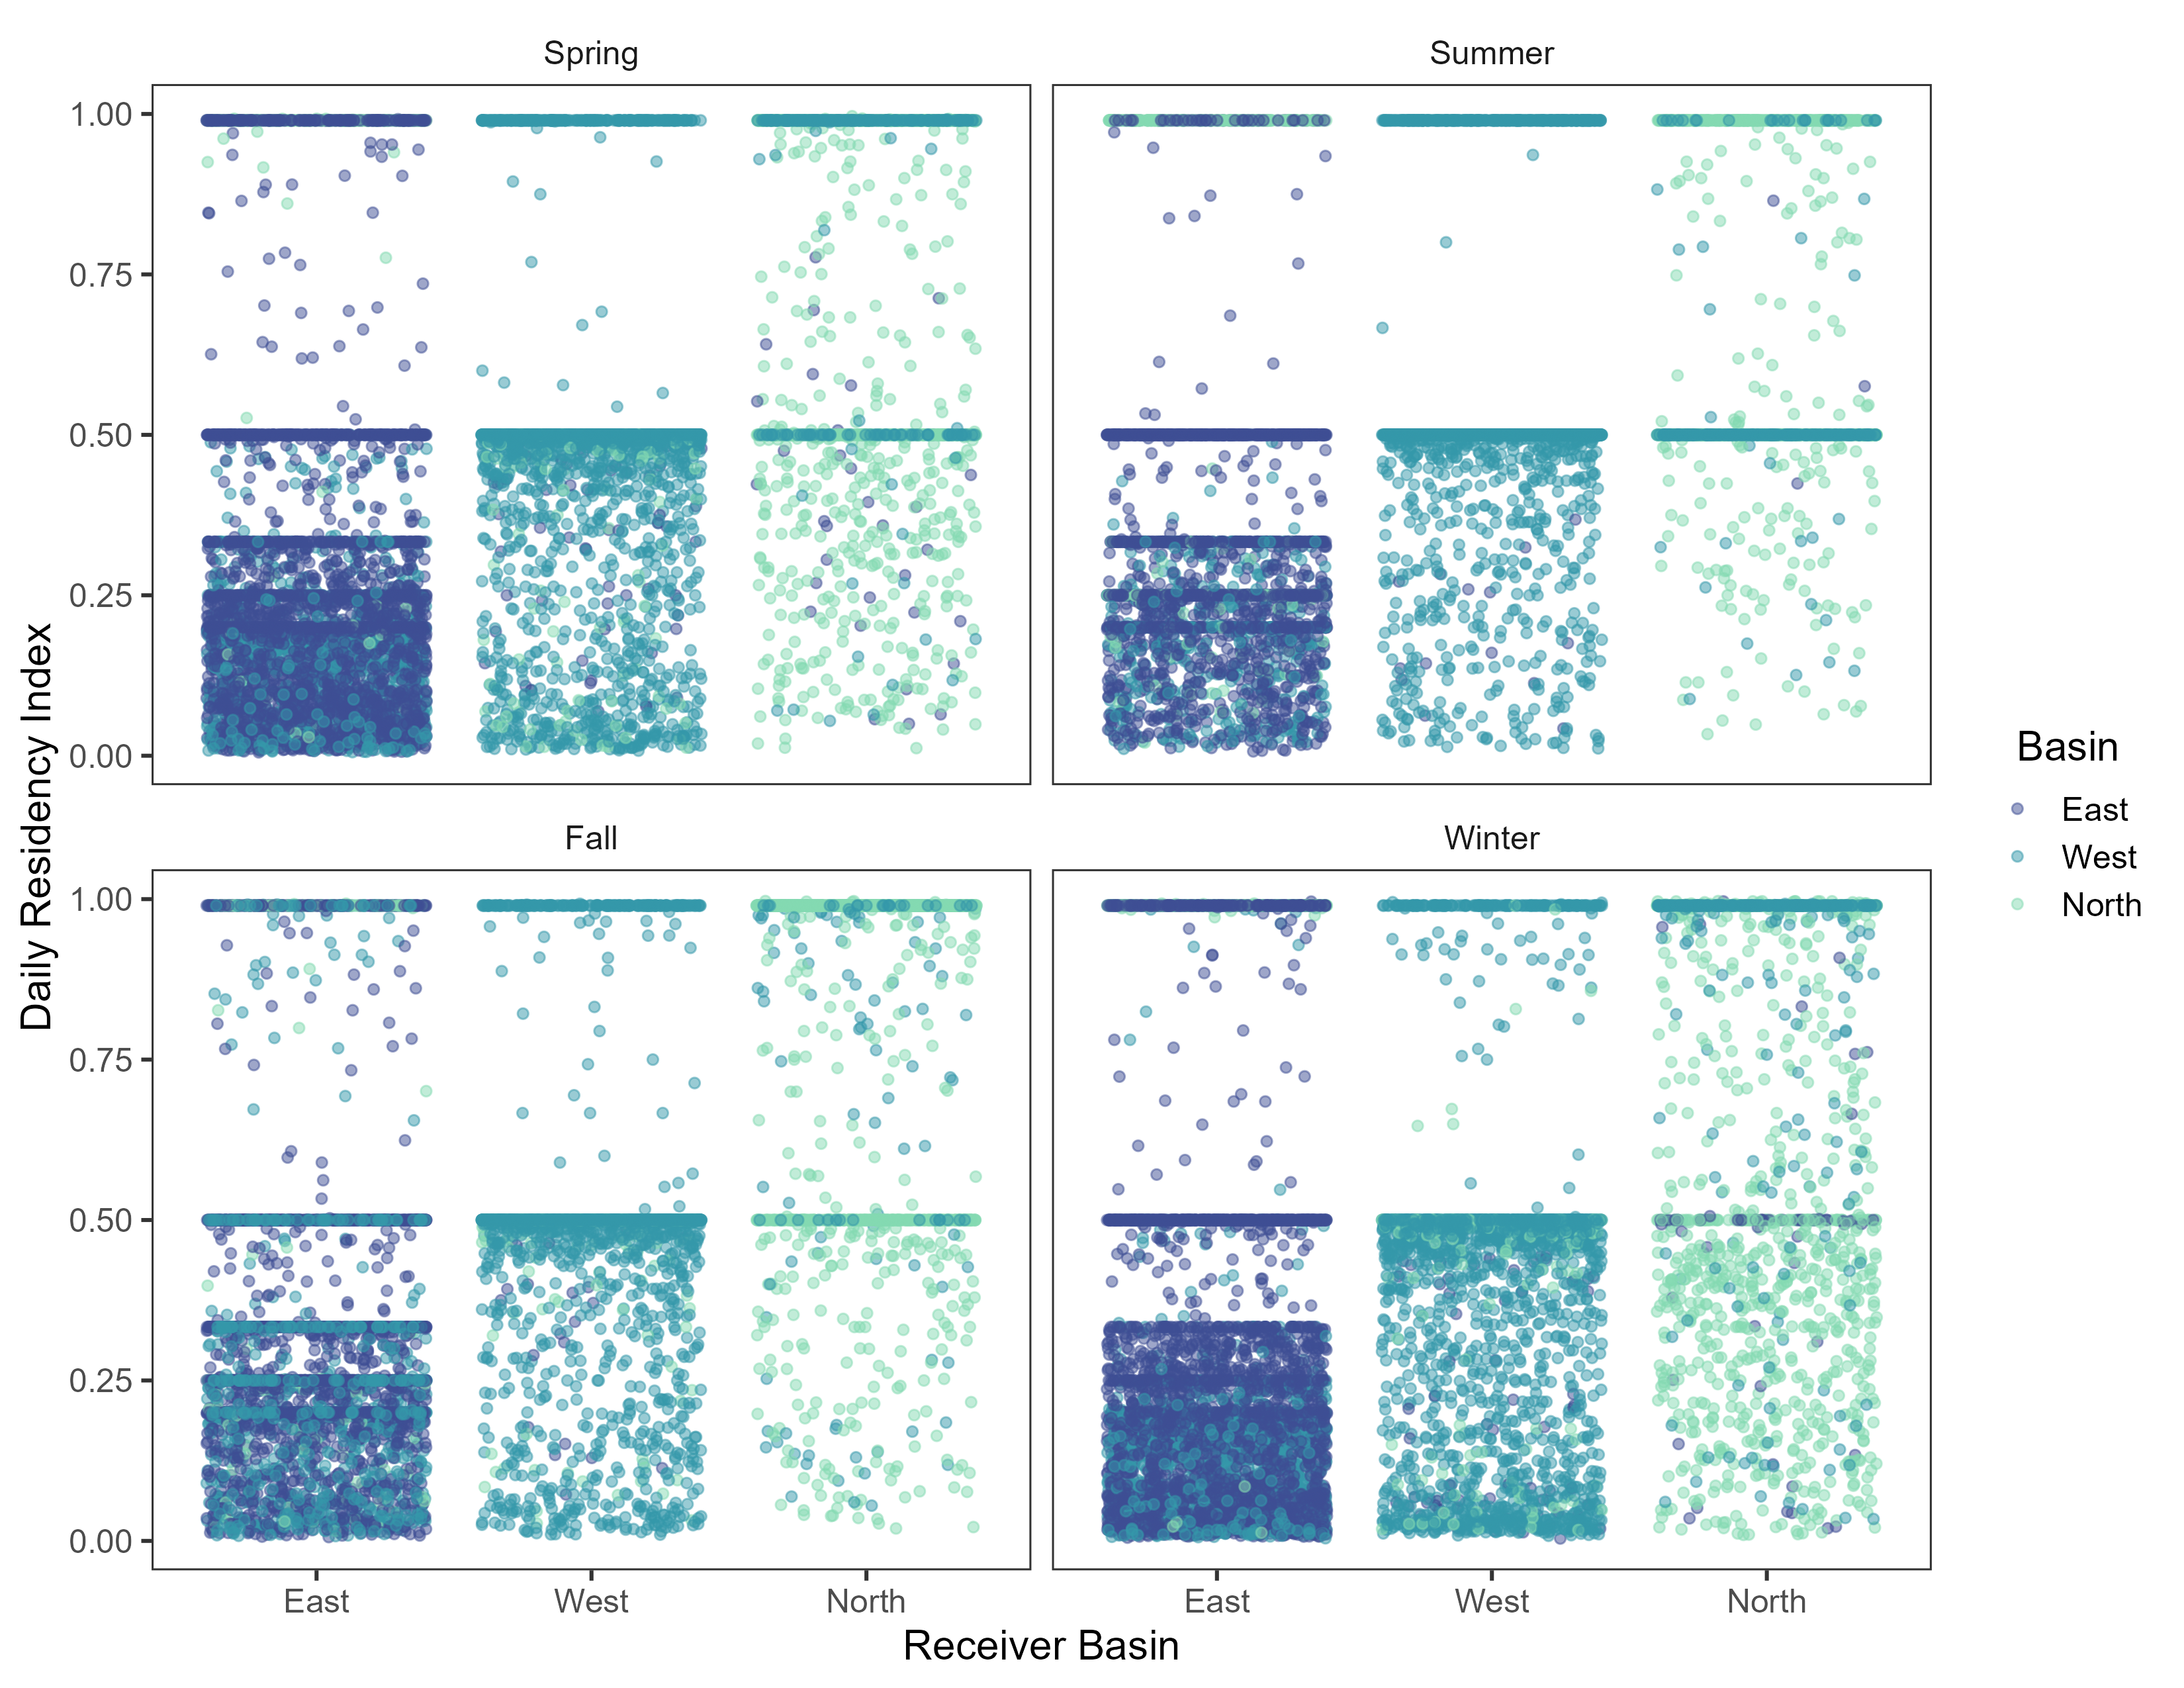 Spring
Summer
1.00
0.75
0.50
0.25
0.00
Fall
Winter
1.00
0.75
0.50
0.25
0.00
East
West
North
East
West
North
Receiver Basin
Daily Residency Index
Basin
East
West
North